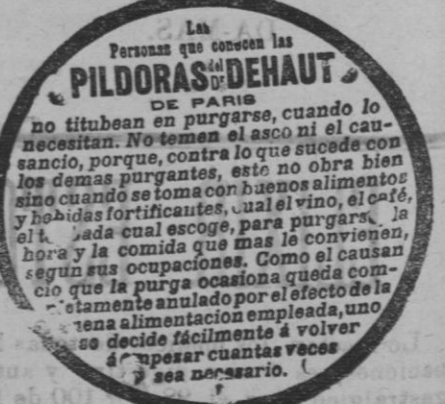 Las
Personas que conocen las
PILDORAS del Dr DEHAUT
DE PARIS
no titubean en purgarse, cuando lo
necesitan. No temen el asco ni el cau-
sancio, porque, contra lo que sucede con
los demas purgantes, este no obra bien
sino cuando se toma con buenos alimentos
y bebidas fortificantes, cual el vino, el café,
el Cada cual escoge, para purgarse, la
hora y la comida que mas le convienen,
segun sus ocupaciones. Como el causan
cio que la purga ocasiona queda com-
pletamente anulado por el efecto de la
buena alimentacion empleada, uno
se decide fácilmente á volver
á empesar cuantas veces
sea necesario.